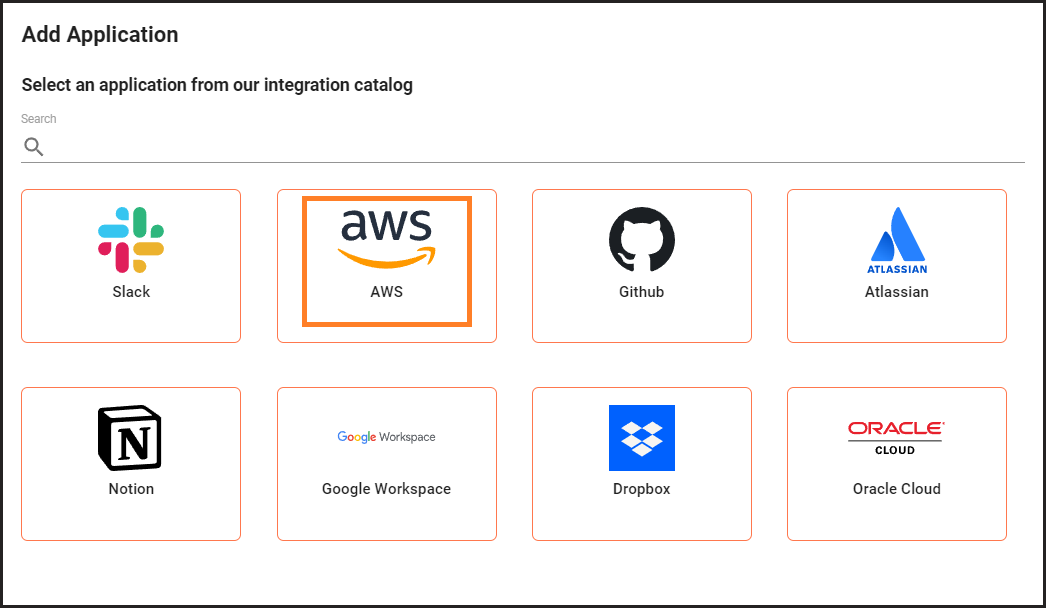 Add Application
Select an application from our integration catalog
Search
aws
ATLASSIAN
Slack
AWS
Github
Atlassian
N
Google Workspace
ORACLE
CLOUD
Notion
Google Workspace
Dropbox
Oracle Cloud